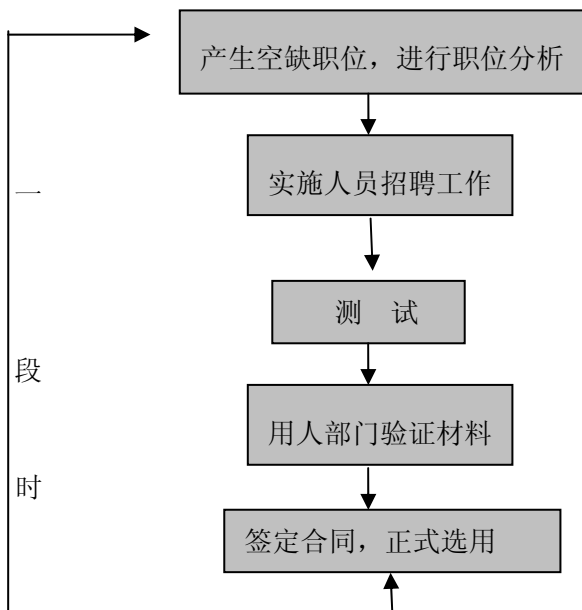 产生空缺职位，进行职位分析
实施人员招聘工作
测 试
用人部门验证材料
签定合同，正式选用
一
段
时